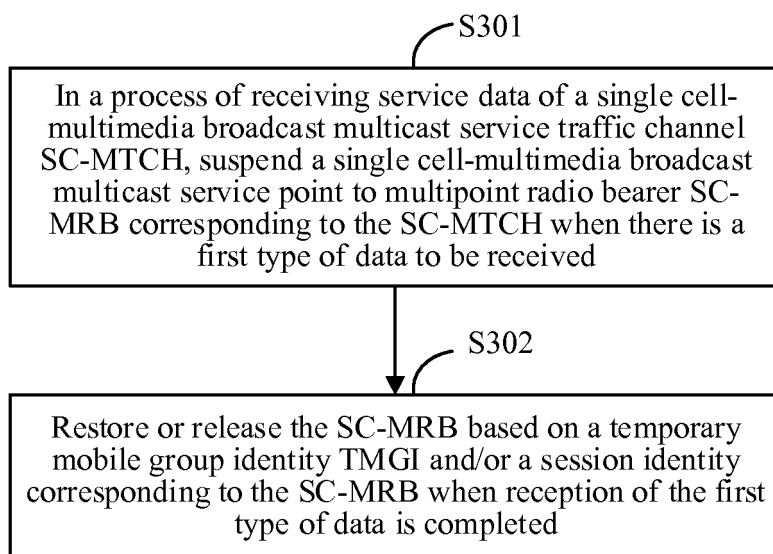 S301
In a process of receiving service data of a single cell-
multimedia broadcast multicast service traffic channel
SC-MTCH, suspend a single cell-multimedia broadcast
multicast service point to multipoint radio bearer SC-
MRB corresponding to the SC-MTCH when there is a
first type of data to be received
S302
Restore or release the SC-MRB based on a temporary
mobile group identity TMGI and/or a session identity
corresponding to the SC-MRB when reception of the first
type of data is completed